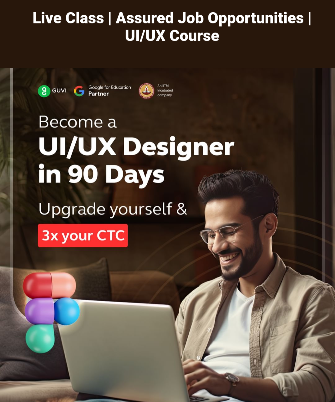 Live Class | Assured Job Opportunities |
UI/UX Course
GUVI
Google for Education
Partner
company
Become a
UI/UX Designer
in 90 Days
Upgrade yourself &
3x your CTC